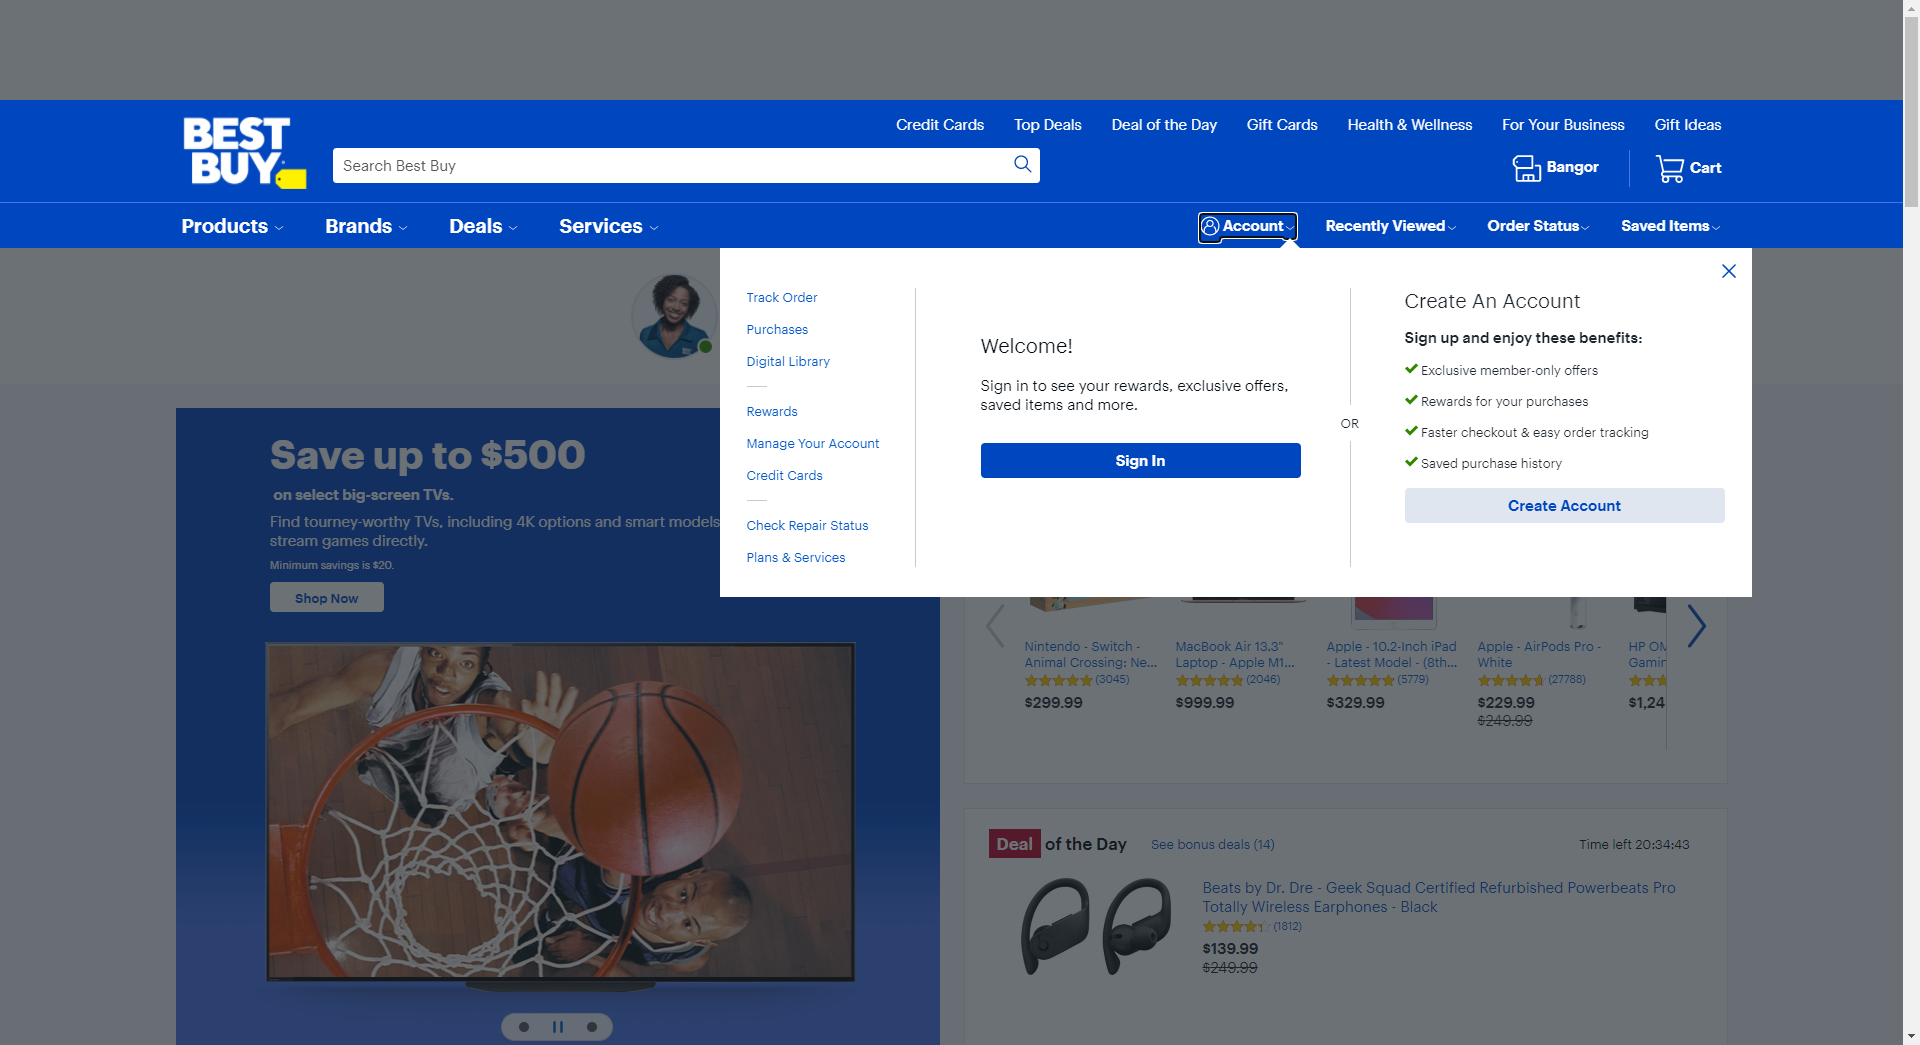 Credit Cards
Top Deals
Deal of the Day
Gift Cards
Health & Wellness
For Your Business
Gift Ideas
BEST
BUY
Search Best Buy
Bangor
Cart
Products
Brands
Deals
Services
Account
Recently Viewed
Order Status
Saved Items
Track Order
Purchases
Digital Library
Rewards
Manage Your Account
Credit Cards
Check Repair Status
Plans & Services
Welcome!
Sign in to see your rewards, exclusive offers,
saved items and more.
Sign In
OR
Create An Account
Sign up and enjoy these benefits:
Exclusive member-only offers
Rewards for your purchases
Faster checkout & easy order tracking
Saved purchase history
Create Account
Save up to $500
on select big-screen TVs.
Find tourney-worthy TVs, including 4K options and smart models
stream games directly.
Minimum savings is $20.
Shop Now
Nintendo - Switch -
Animal Crossing: Ne...
(3045)
$299.99
MacBook Air 13.3"
Laptop - Apple M1...
(2046)
$999.99
Apple - 10.2-Inch iPad
- Latest Model - (8th...
(5779)
$329.99
Apple - AirPods Pro -
White
(27788)
$229.99
$249.99
HP OM
Gamin
$1,24
Deal of the Day
See bonus deals (14)
Time left 20:34:43
Beats by Dr. Dre - Geek Squad Certified Refurbished Powerbeats Pro
Totally Wireless Earphones - Black
(1812)
$139.99
$249.99